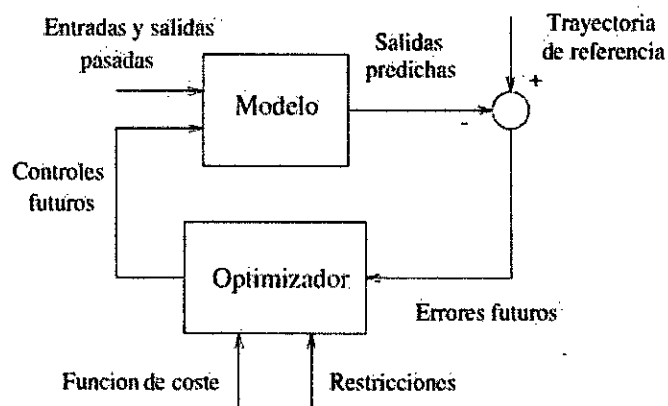 Entradas y salidas
pasadas
Trayectoria
de referencia
Salidas
predichas
+
Modelo
-
Controles
futuros
Optimizador
Errores futuros
Funcion de coste
Restricciones